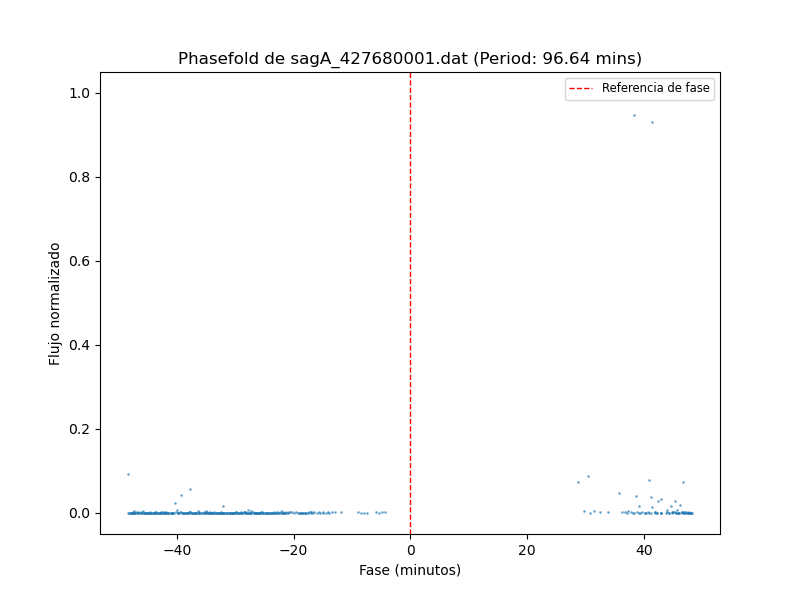 Phasefold de sagA_427680001.dat (Period: 96.64 mins)
Referencia de fase
1.0
0.8
0.6
0.4
0.2
0.0
Flujo normalizado
−40
−20
0
20
40
Fase (minutos)